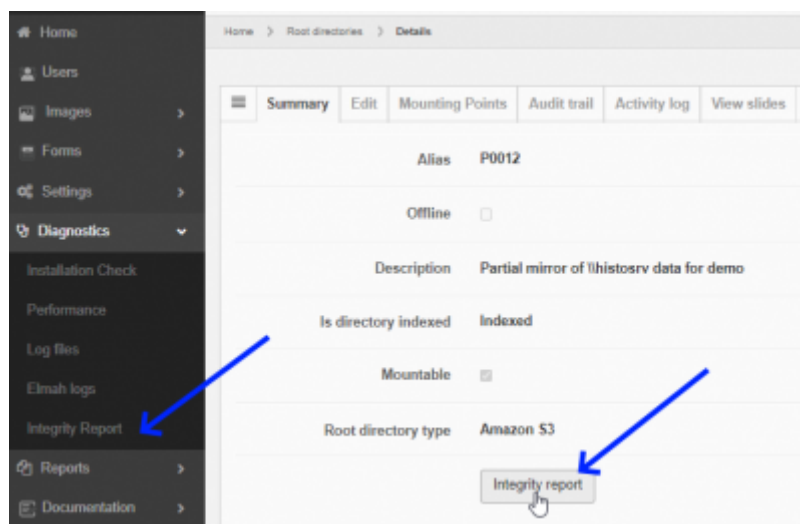 Home
Users
Images
Forms
Settings
Diagnostics
Installation Check
Performance
Log files
Elmah logs
Integrity Report
Reports
Documentation
Home > Root directories > Details
Summary Edit Mounting Points Audit trail Activity log View slides
Alias P0012
Offline
Description Partial mirror of \\histosrv data for demo
Is directory indexed Indexed
Mountable
Root directory type Amazon S3
Integrity report